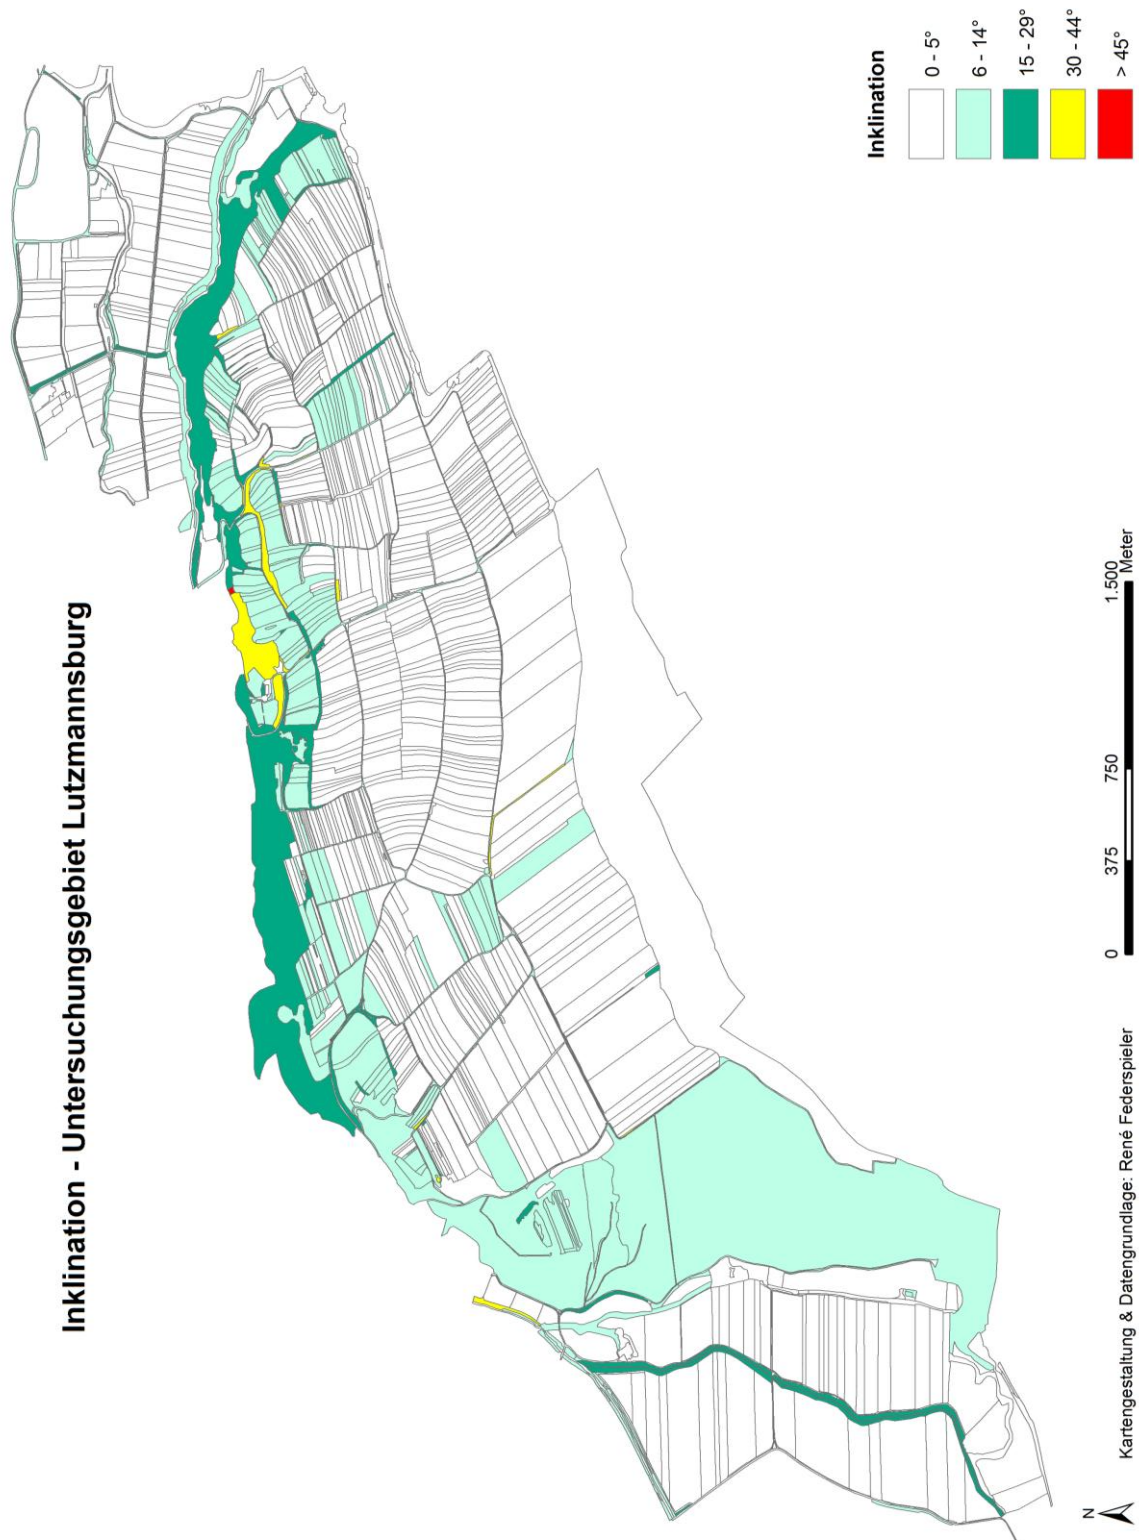 Inklination - Untersuchungsgebiet Lutzmannsburg
Inklination
0 - 5°
6 - 14°
15 - 29°
30 - 44°
> 45°
N
Kartengestaltung & Datengrundlage: René Federspieler
0 375 750 1.500
Meter